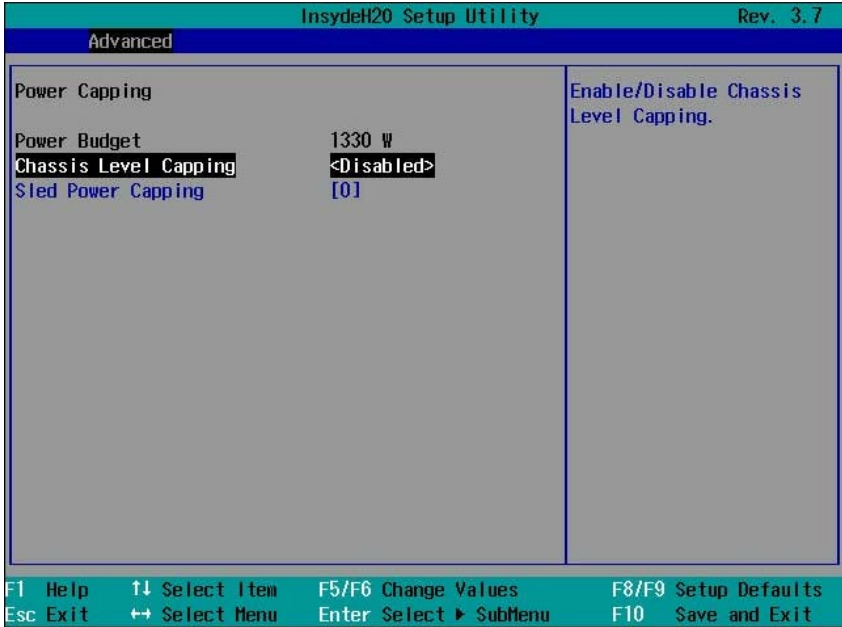 InsydeH20 Setup Utility Rev. 3.7
Advanced
Power Capping
Power Budget 1330 W
Chassis Level Capping <Disabled>
Sled Power Capping [0]
Enable/Disable Chassis
Level Capping.
F1 Help ↑↓ Select Item F5/F6 Change Values F8/F9 Setup Defaults
Esc Exit ↔ Select Menu Enter Select ▶ SubMenu F10 Save and Exit